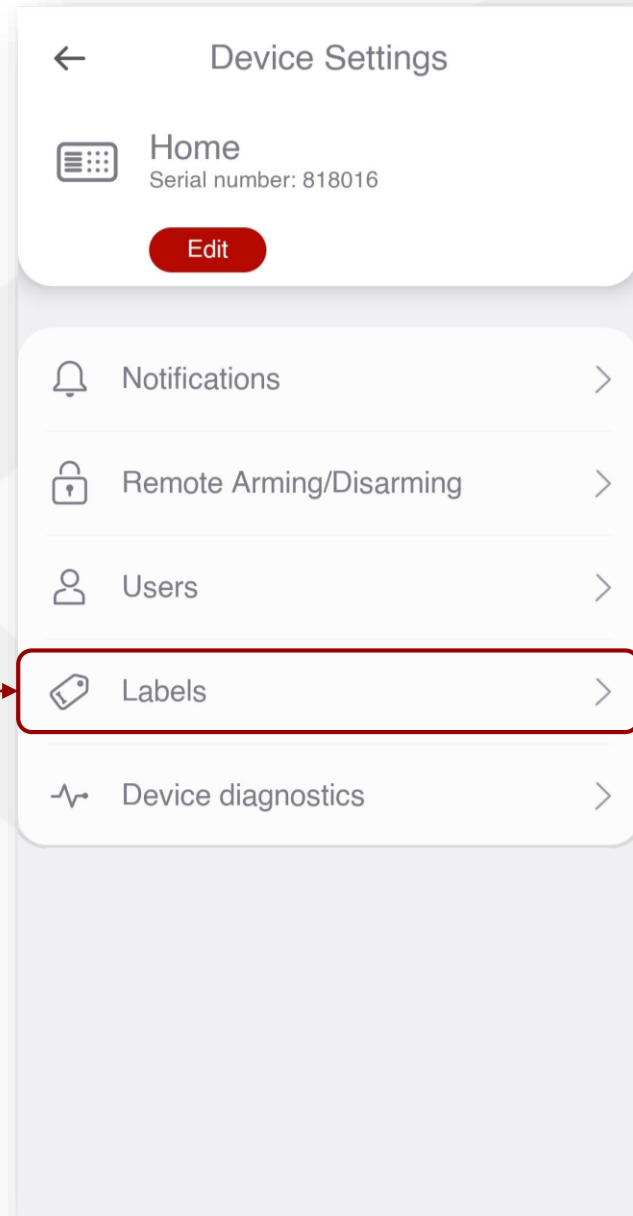 Device Settings
Home
Serial number: 818016
Edit
Notifications
Remote Arming/Disarming
Users
Labels
Device diagnostics